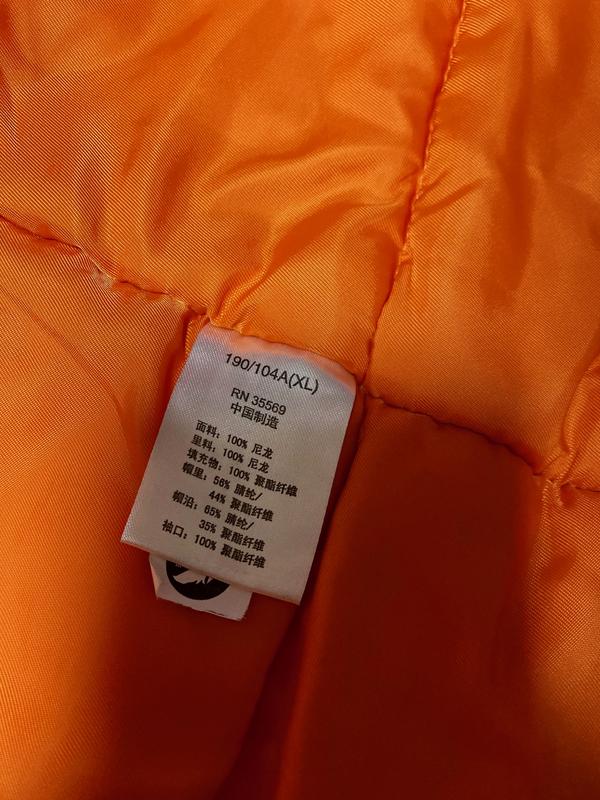 190/104A(XL)
RN 35569
中国制造
面料：100% 尼龙
里料：100% 尼龙
填充物：100% 聚酯纤维
帽里：56% 腈纶/
44% 聚酯纤维
帽沿：65% 腈纶/
35% 聚酯纤维
袖口：100% 聚酯纤维